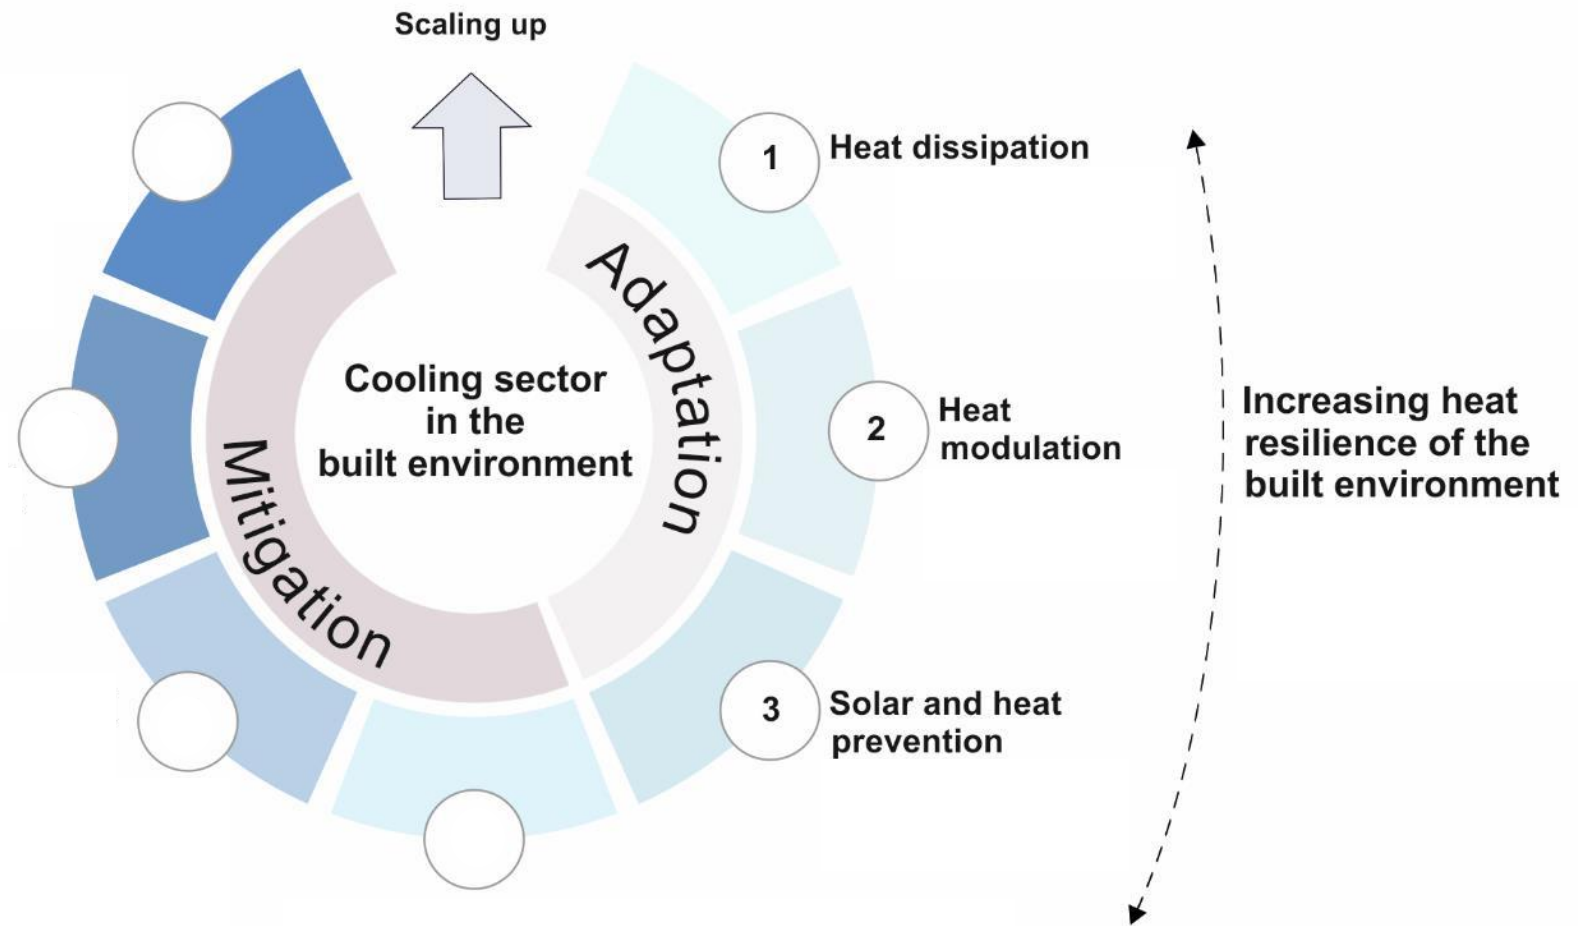 Scaling up
1
Heat dissipation
Adaptation
Cooling sector
in the
built environment
Mitigation
2
Heat
modulation
Increasing heat
resilience of the
built environment
3
Solar and heat
prevention